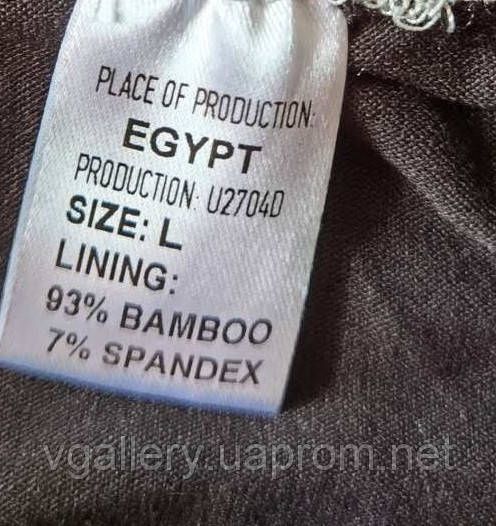 PLACE OF PRODUCTION:
EGYPT
PRODUCTION: U2704D
SIZE: L
LINING:
93% BAMBOO
7% SPANDEX
vgallery.uaprom.net